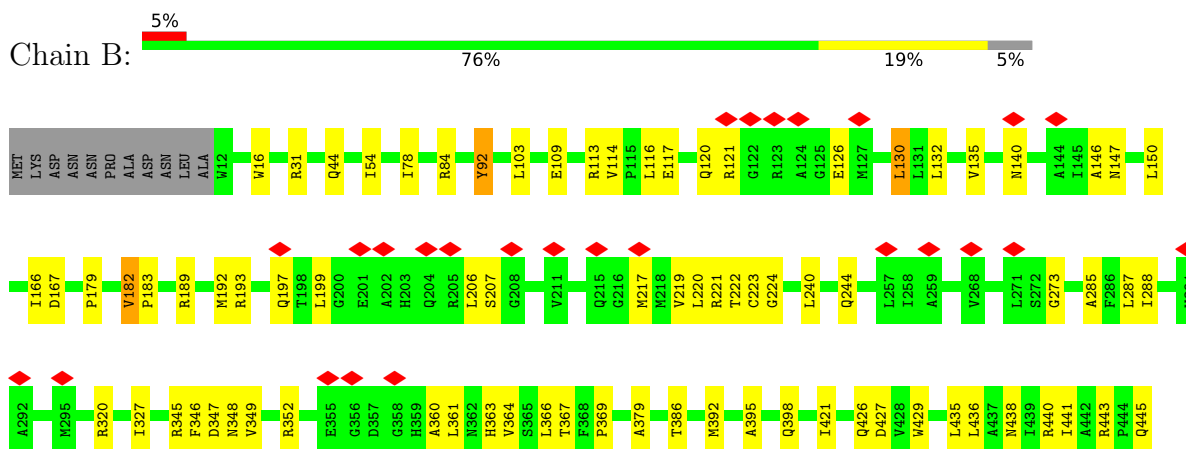 5%
Chain B:
76% 19% 5%
MET LYS ASP ASN ASN PRO ALA ASP ASN LEU ALA W12 W16 R31 Q44 I54 I78 R84 Y92 L103 E109 R113 V114 P115 L116 E117 Q120 R121 G122 R123 A124 G125 E126 M127 L130 L131 L132 V135 N140 A144 I145 A146 N147 L150
I166 D167 P179 V182 P183 R189 M192 R193 Q197 T198 L199 G200 E201 A202 H203 Q204 R205 L206 S207 G208 V211 Q215 G216 M217 M218 V219 L220 R221 T222 C223 G224 L240 Q244 L257 I258 A259 V268 L271 S272 G273 A285 F286 L287 I288
A292 M295 R320 I327 R345 F346 D347 N348 V349 R352 E355 G356 D357 G358 H359 A360 L361 N362 H363 V364 S365 L366 T367 F368 P369 A379 T386 M392 A395 Q398 I421 Q426 D427 V428 W429 L435 L436 A437 N438 I439 R440 I441 A442 R443 P444 Q445